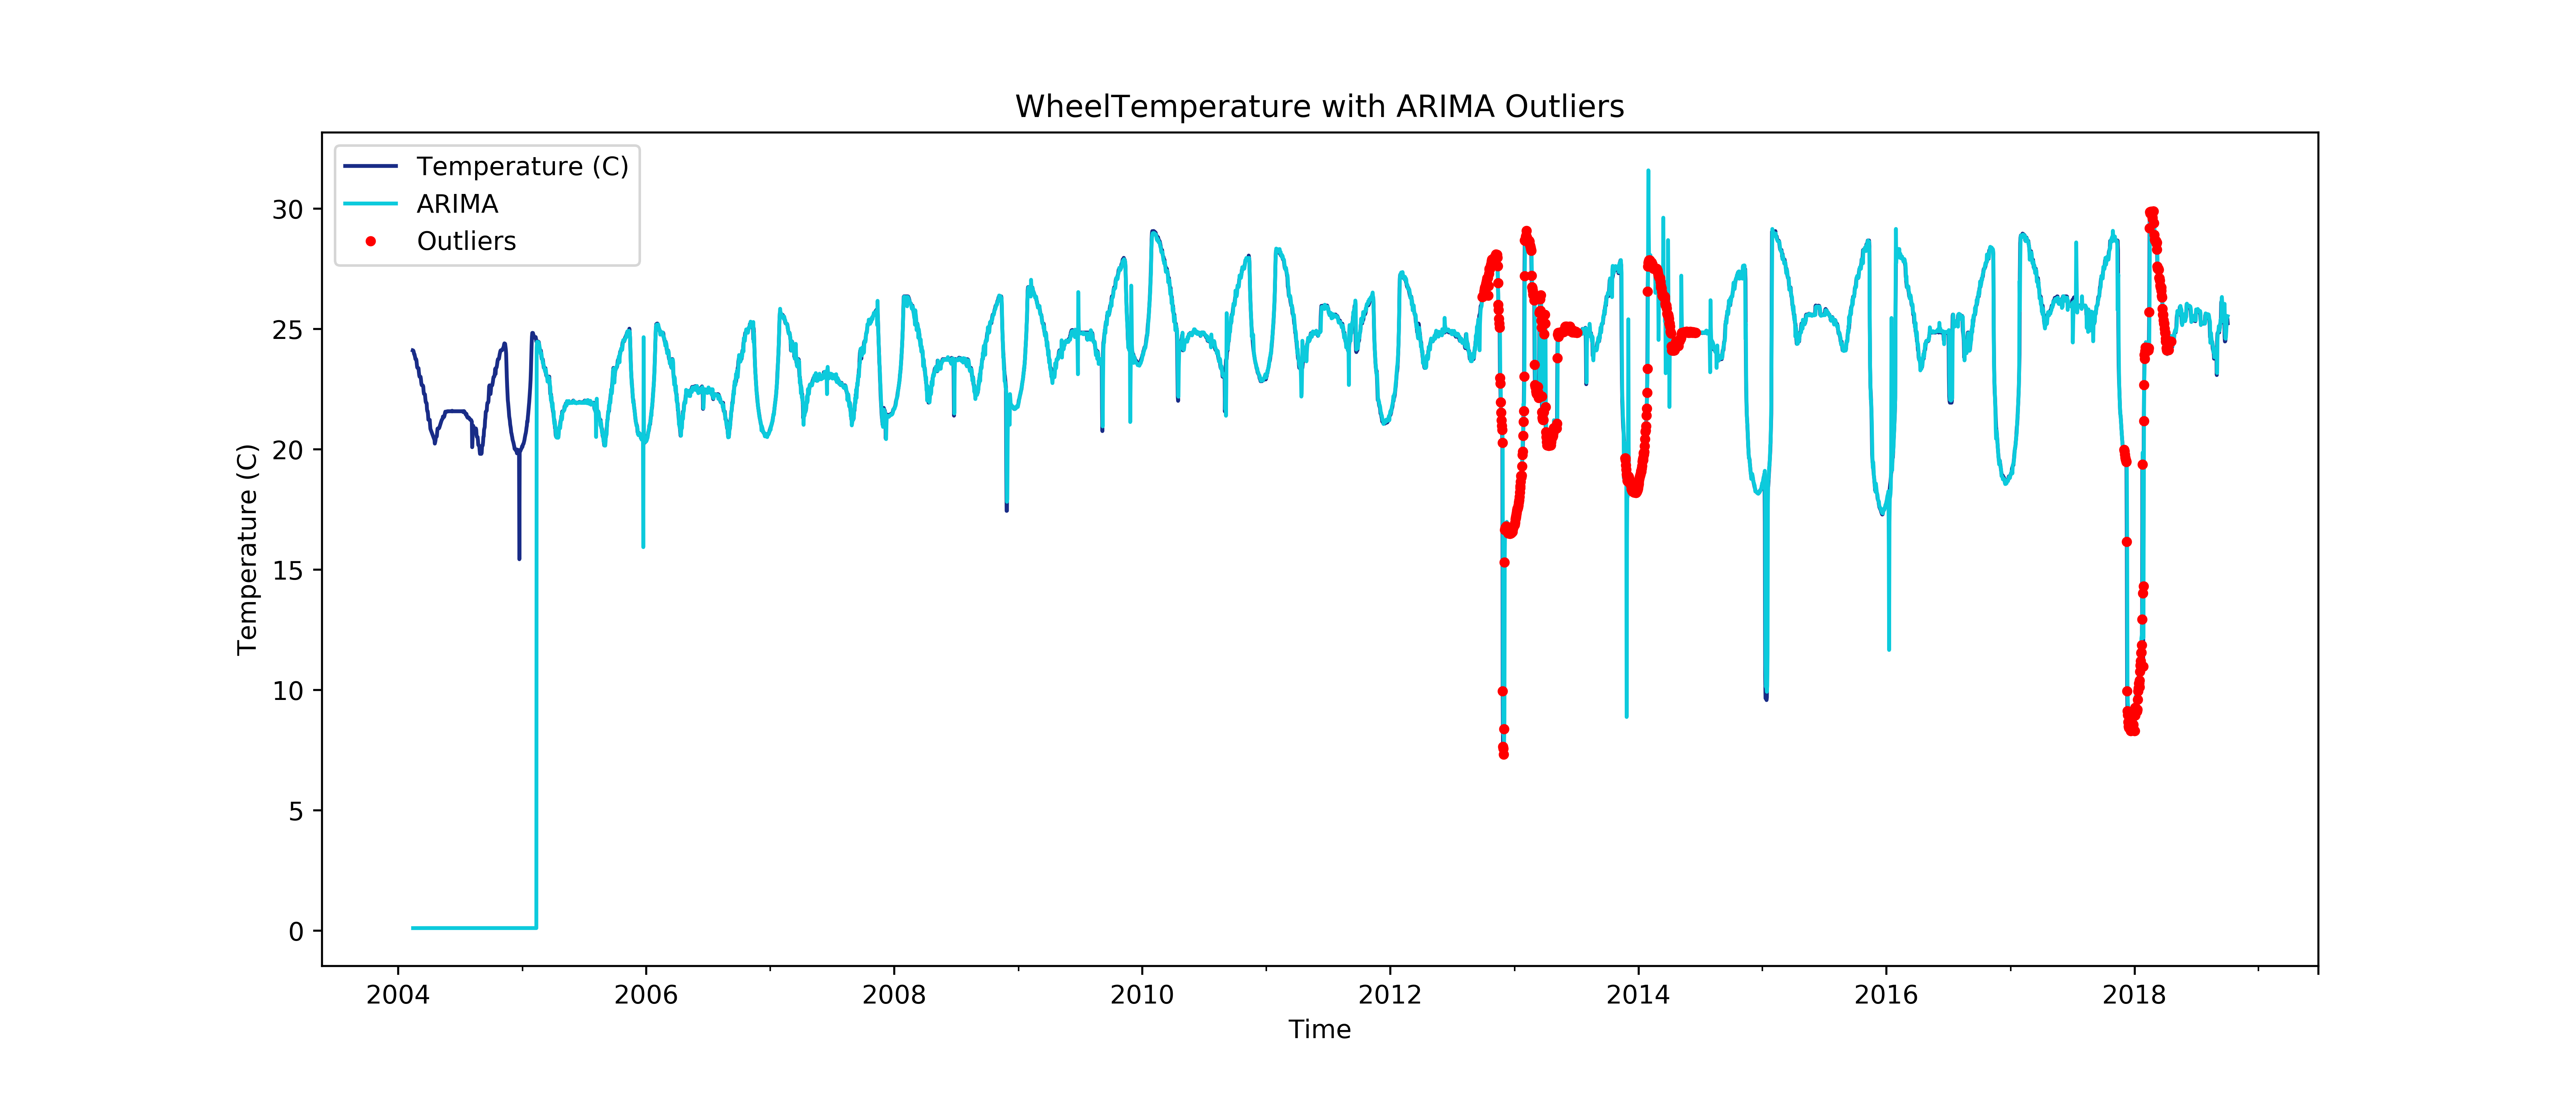 WheelTemperature with ARIMA Outliers
Temperature (C)
ARIMA
Outliers
Temperature (C)
30
25
20
15
10
5
0
2004 2006 2008 2010 2012 2014 2016 2018
Time